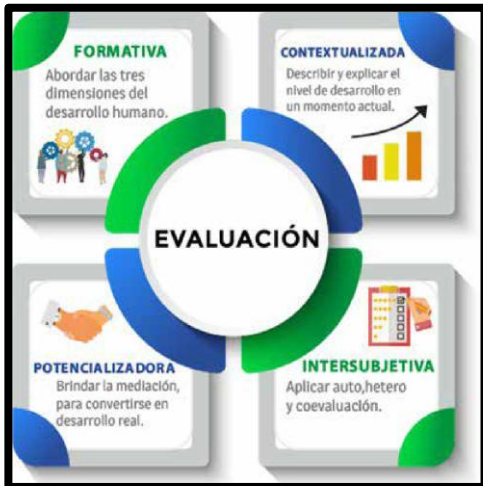 FORMATIVA
Abordar las tres
dimensiones del
desarrollo humano.
CONTEXTUALIZADA
Describir y explicar el
nivel de desarrollo en
un momento actual.
EVALUACIÓN
POTENCIALIZADORA
Brindar la mediación,
para convertirse en
desarrollo real.
INTERSUBJETIVA
Aplicar auto,hetero
y coevaluación.